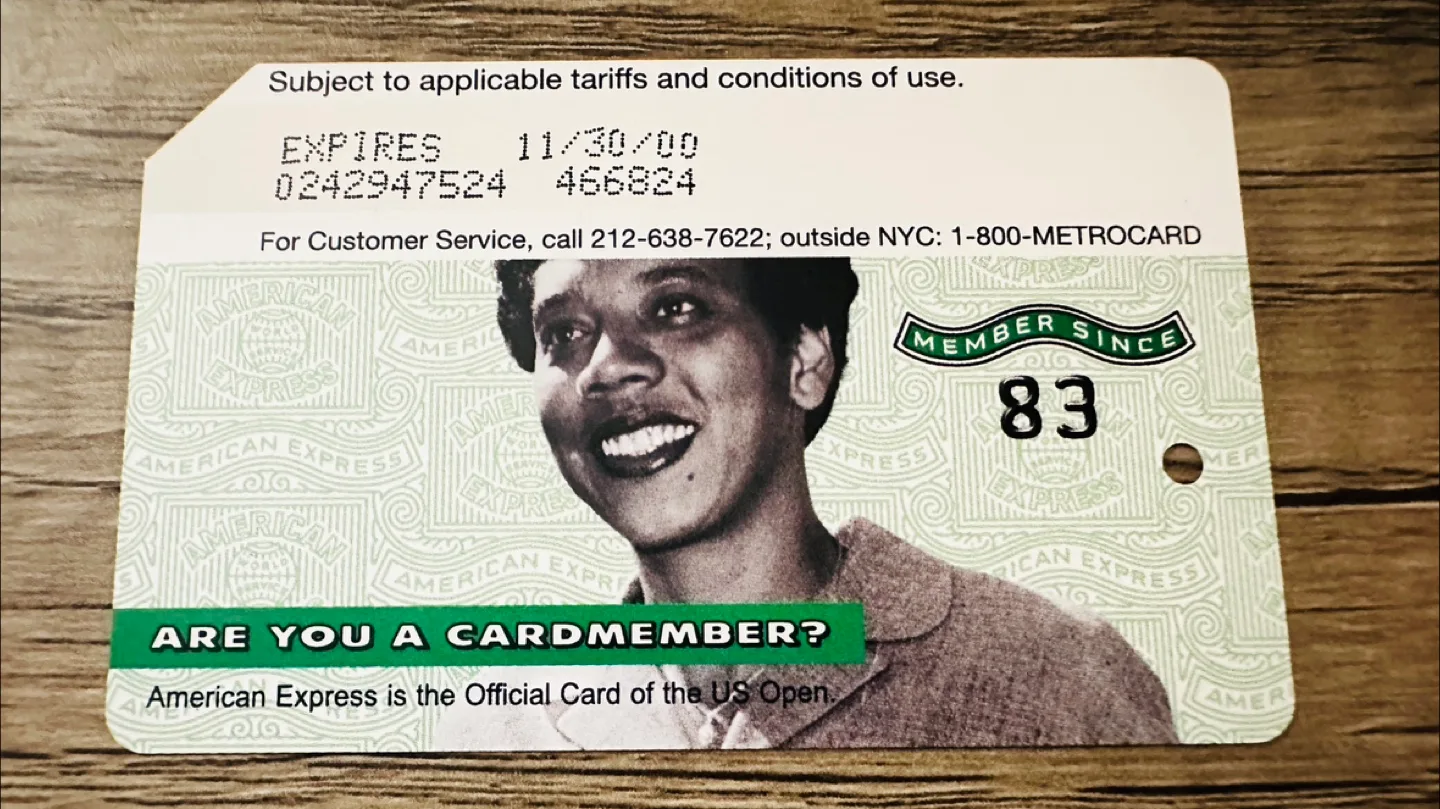 Subject to applicable tariffs and conditions of use.
EXPIRES 11/30/00
0242947524 466824
For Customer Service, call 212-638-7622; outside NYC: 1-800-METROCARD
MEMBER SINCE
83
AMERICAN EXPRESS
ARE YOU A CARDMEMBER?
American Express is the Official Card of the US Open.